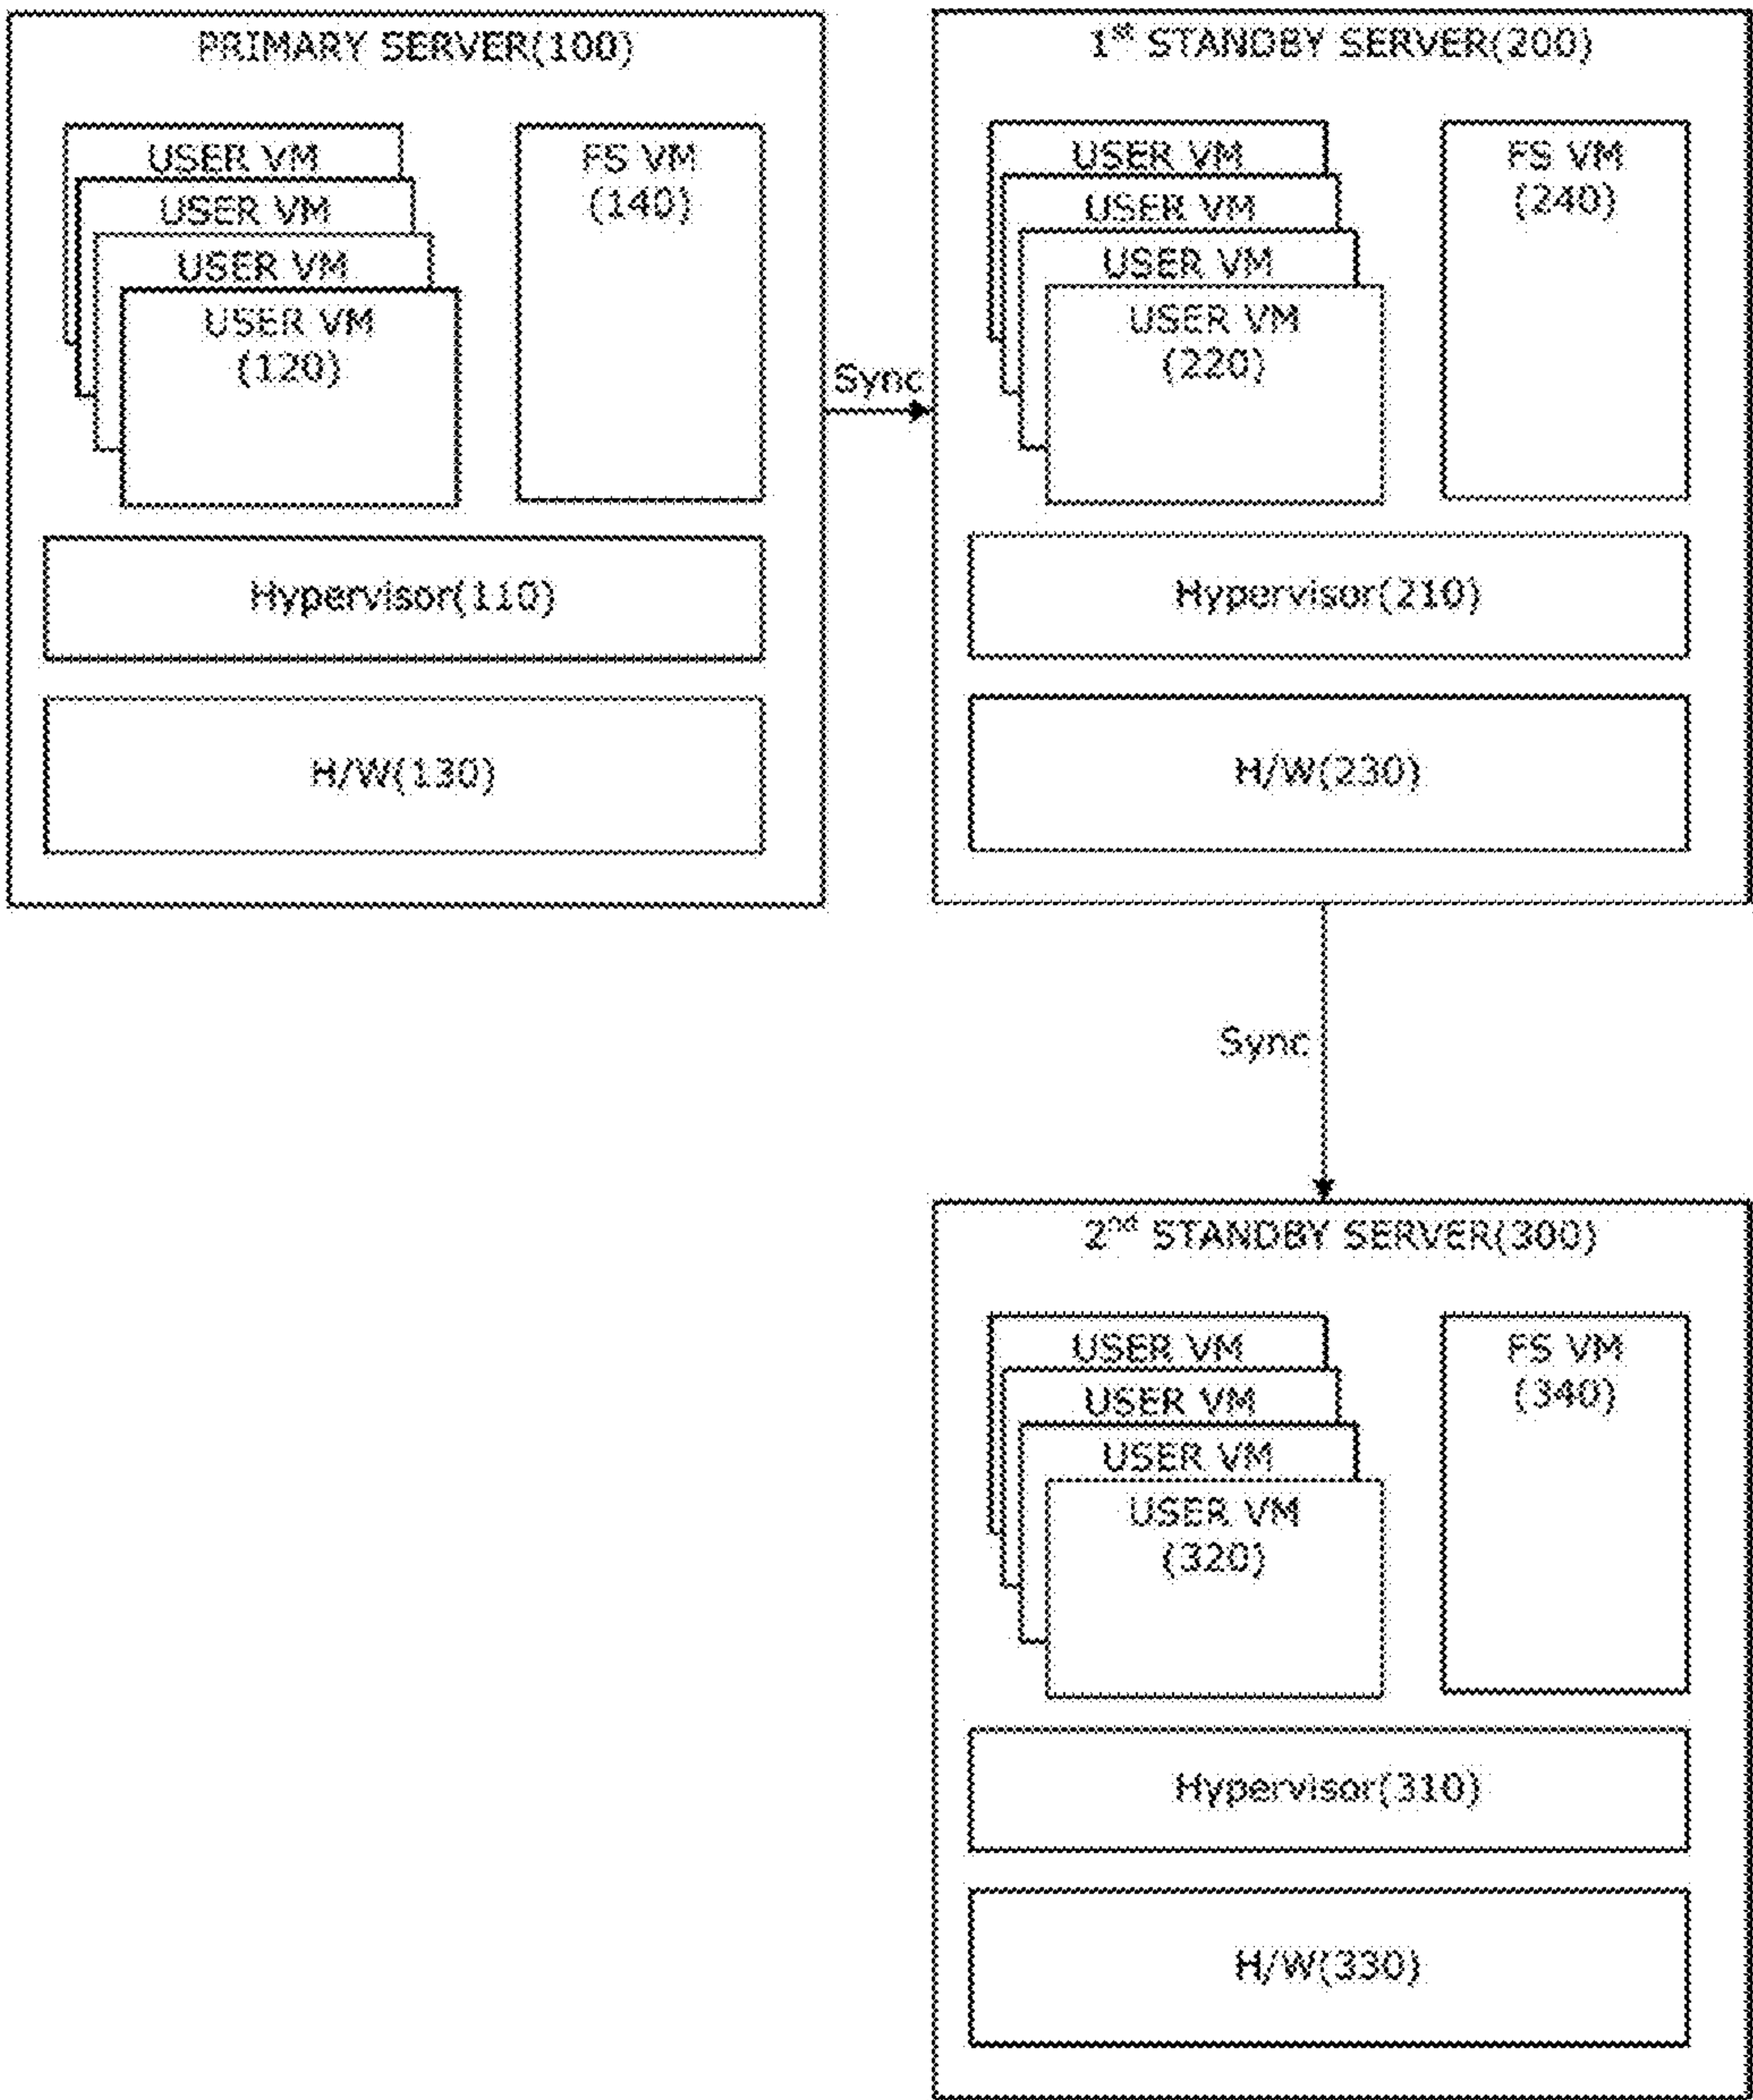 PRIMARY SERVER(100)
USER VM
USER VM
USER VM
USER VM
(120)
FS VM
(140)
Hypervisor(110)
H/W(130)
Sync
1st STANDBY SERVER(200)
USER VM
USER VM
USER VM
USER VM
(220)
FS VM
(240)
Hypervisor(210)
H/W(230)
Sync
2nd STANDBY SERVER(300)
USER VM
USER VM
USER VM
USER VM
(320)
FS VM
(340)
Hypervisor(310)
H/W(330)